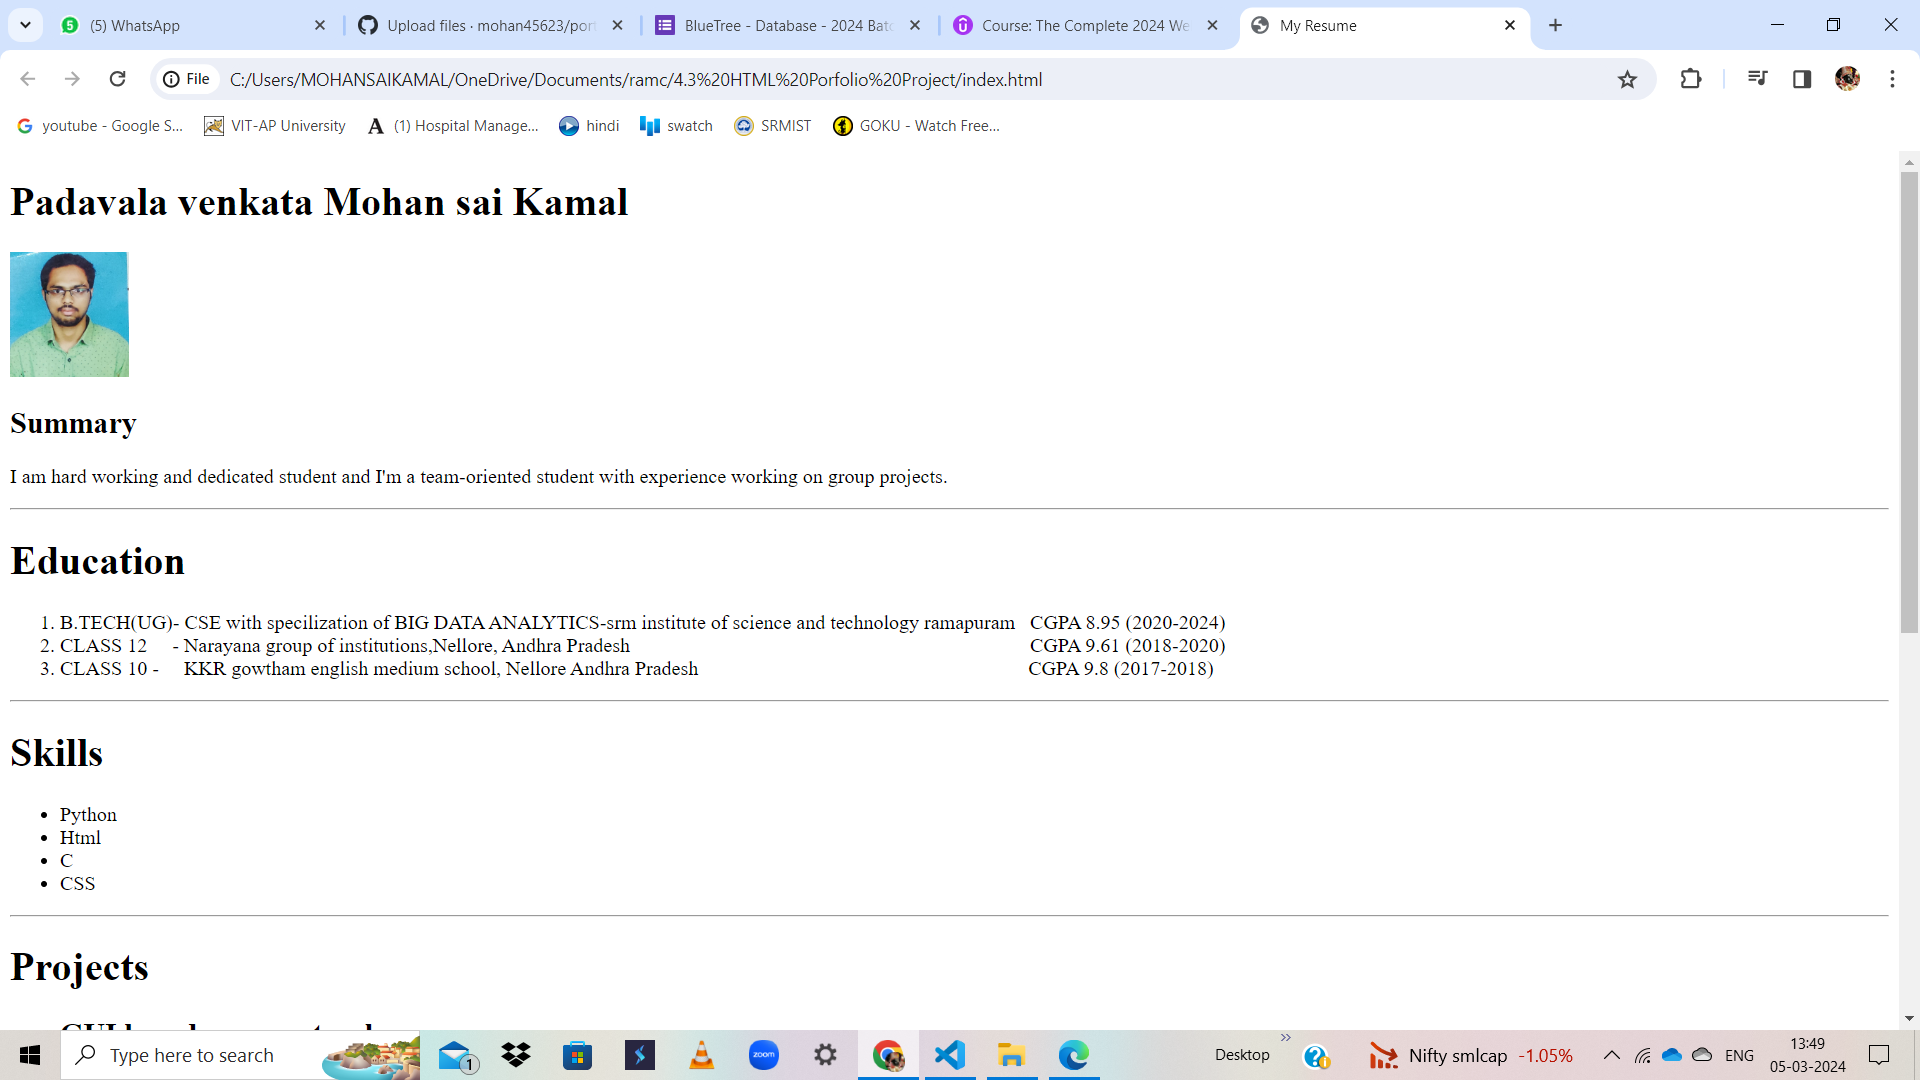 (5) WhatsApp
Upload files · mohan45623/port
BlueTree - Database - 2024 Batc
Course: The Complete 2024 We
My Resume
File
C:/Users/MOHANSAIKAMAL/OneDrive/Documents/ramc/4.3%20HTML%20Porfolio%20Project/index.html
youtube - Google S...
VIT-AP University
(1) Hospital Manage...
hindi
swatch
SRMIST
GOKU - Watch Free...
Padavala venkata Mohan sai Kamal
Summary
I am hard working and dedicated student and I'm a team-oriented student with experience working on group projects.
Education
1. B.TECH(UG)- CSE with specilization of BIG DATA ANALYTICS-srm institute of science and technology ramapuram CGPA 8.95 (2020-2024)
2. CLASS 12 - Narayana group of institutions,Nellore, Andhra Pradesh CGPA 9.61 (2018-2020)
3. CLASS 10 - KKR gowtham english medium school, Nellore Andhra Pradesh CGPA 9.8 (2017-2018)
Skills
• Python
• Html
• C
• CSS
Projects
Type here to search
1
zoom
Desktop
Nifty smlcap -1.05%
ENG
13:49
05-03-2024